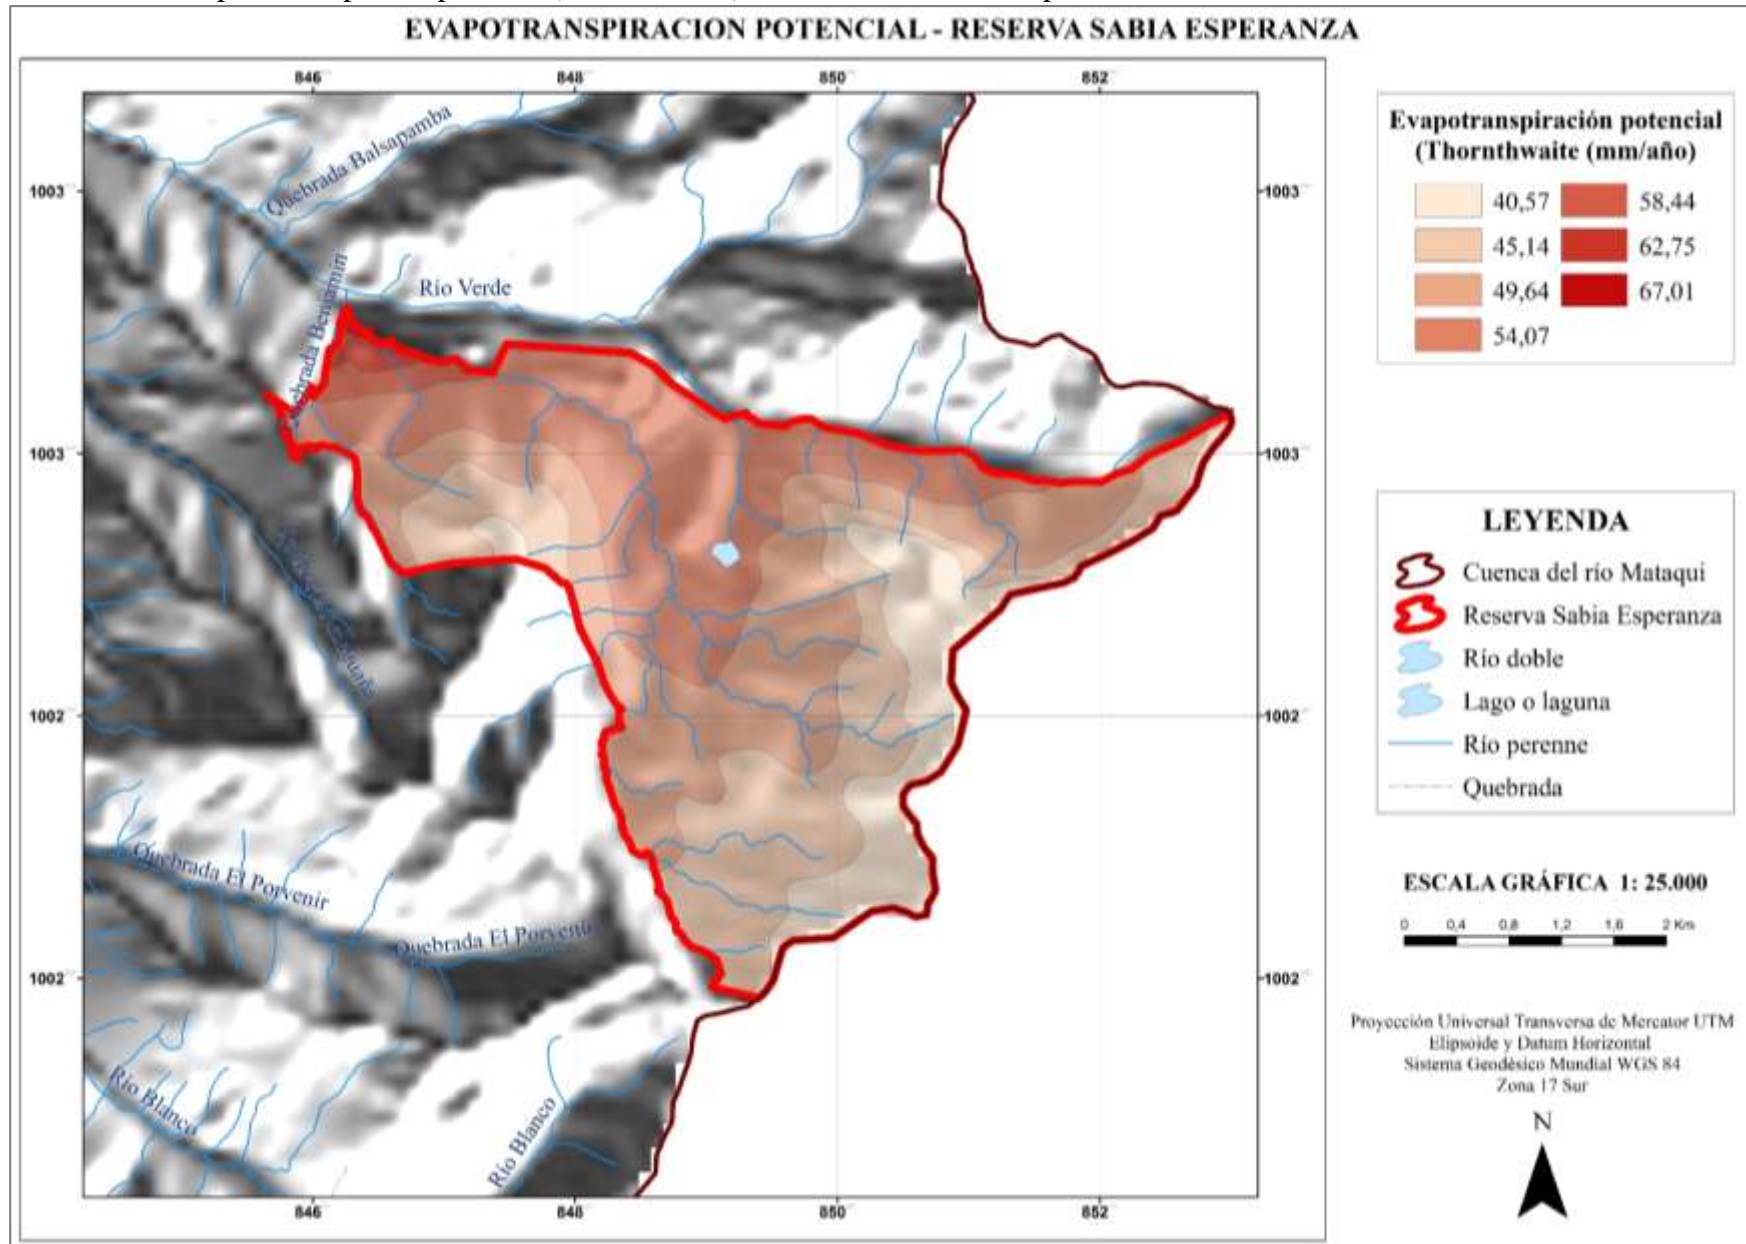 EVAPOTRANSPIRACION POTENCIAL - RESERVA SABIA ESPERANZA
846 848 850 852
Quebrada Balsapamba
1003 1003
Quebrada Benjamín
Río Verde
1003 1003
1002 1002
Quebrada El Porvenir
Quebrada El Porvenir
1002 1002
Río Blanco
Río Blanco
846 848 850 852
Evapotranspiración potencial
(Thornthwaite (mm/año)
40,57 58,44
45,14 62,75
49,64 67,01
54,07
LEYENDA
Cuenca del río Mataqui
Reserva Sabia Esperanza
Río doble
Lago o laguna
Río perenne
Quebrada
ESCALA GRÁFICA 1: 25.000
0 0,4 0,8 1,2 1,6 2 Km
Proyección Universal Transversa de Mercator UTM
Elipsoide y Datum Horizontal
Sistema Geodésico Mundial WGS 84
Zona 17 Sur
N